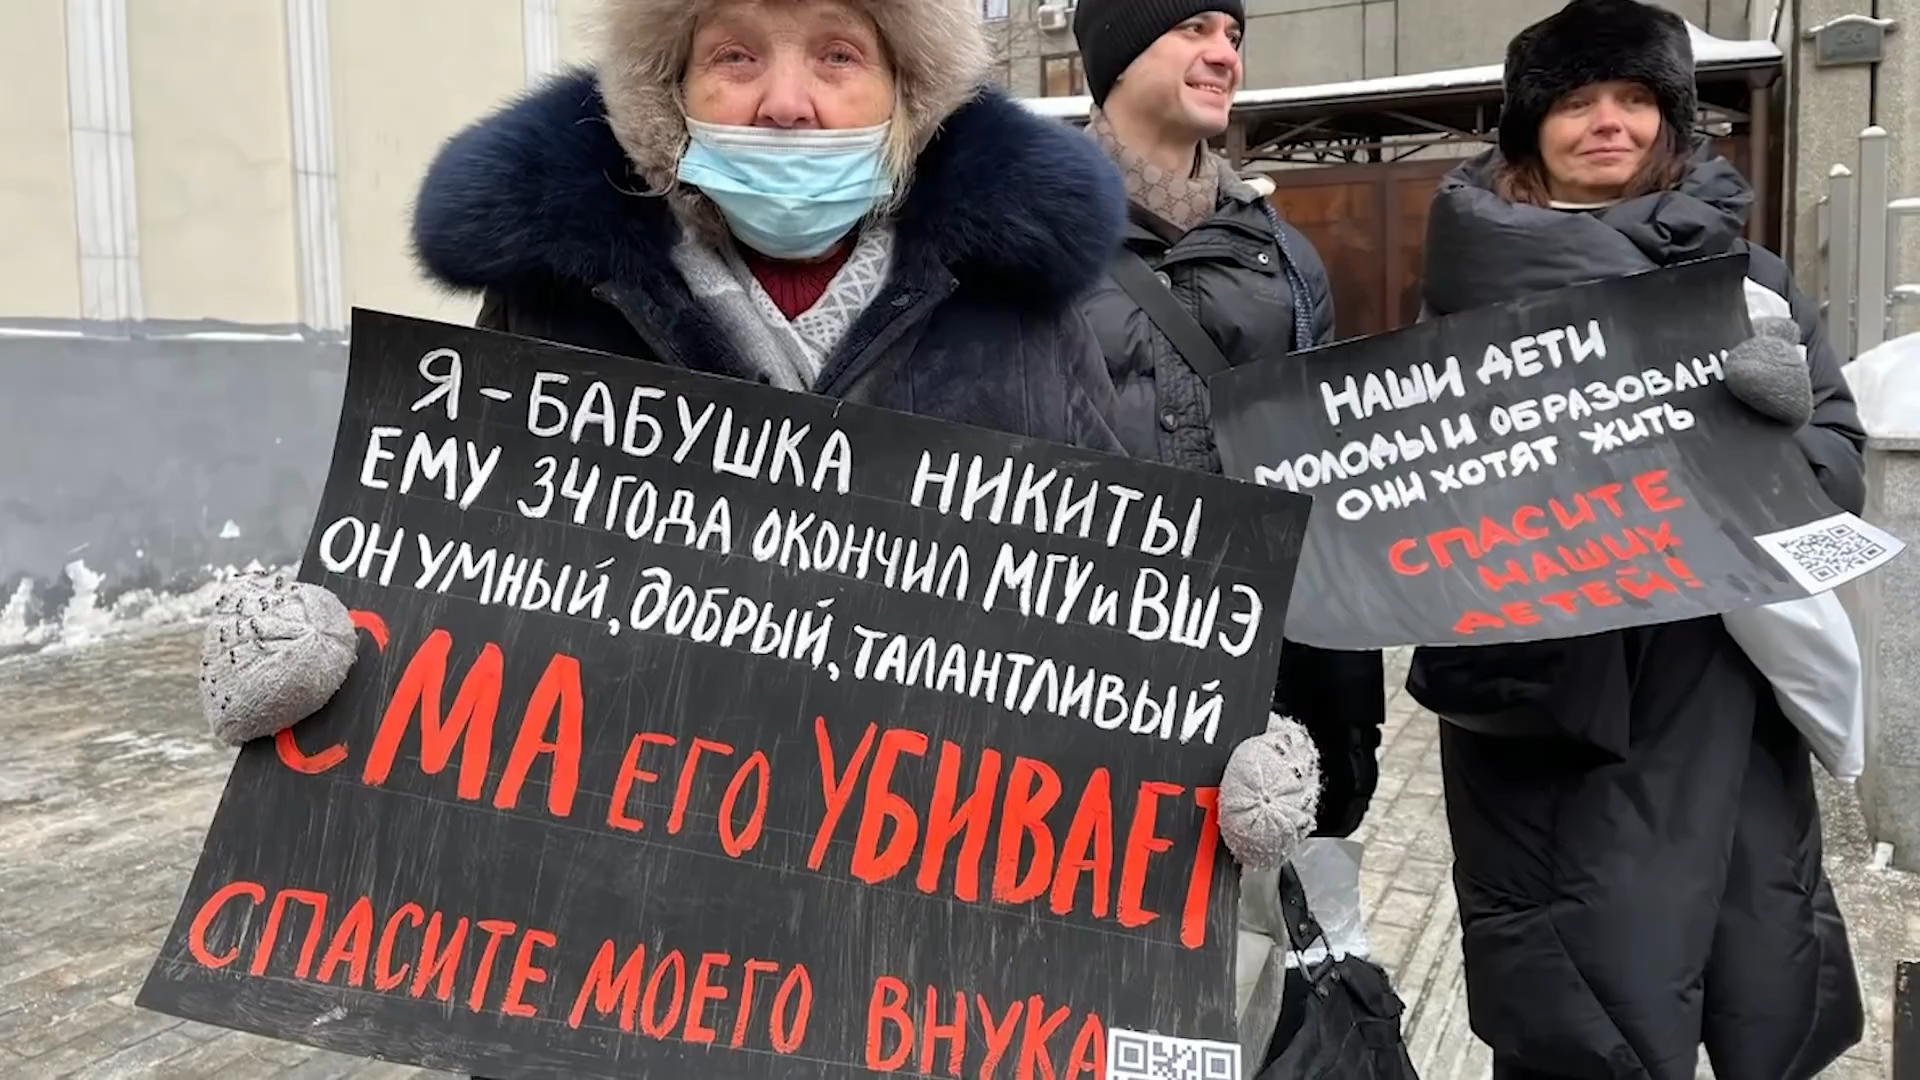 Я - БАБУШКА НИКИТЫ
ЕМУ 34 ГОДА ОКОНЧИЛ МГУ и ВШЭ
ОН УМНЫЙ, ДОБРЫЙ, ТАЛАНТЛИВЫЙ
СМА ЕГО УБИВАЕТ
СПАСИТЕ МОЕГО ВНУКА
НАШИ ДЕТИ
МОЛОДЫ И ОБРАЗОВАН
ОНИ ХОТЯТ ЖИТЬ
СПАСИТЕ
НАШИХ
ДЕТЕЙ!
26